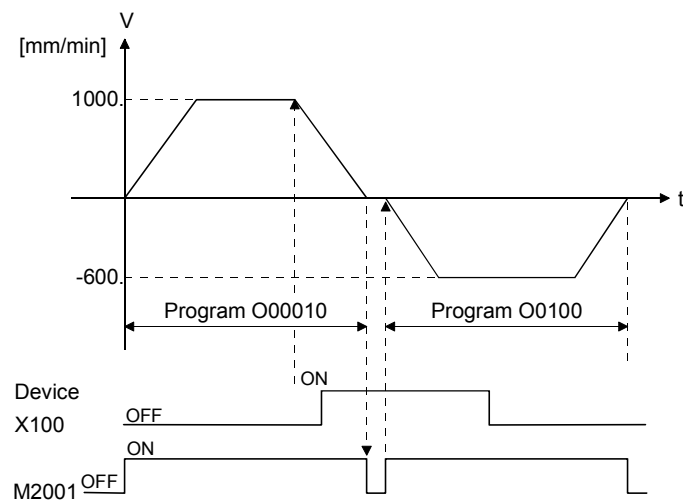 V
[mm/min]
1000.
t
-600.
Program O00010
Program O0100
Device
X100
OFF
ON
M2001
OFF
ON